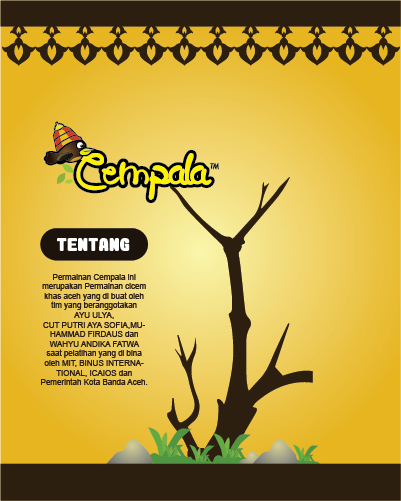 Cempala™
TENTANG
Permainan Cempala ini
merupakan Permainan cicem
khas aceh yang di buat oleh
tim yang beranggotakan
AYU ULYA,
CUT PUTRI AYA SOFIA,MU-
HAMMAD FIRDAUS dan
WAHYU ANDIKA FATWA
saat pelatihan yang di bina
oleh MIT, BINUS INTERNA-
TIONAL, ICAIOS dan
Pemerintah Kota Banda Aceh.